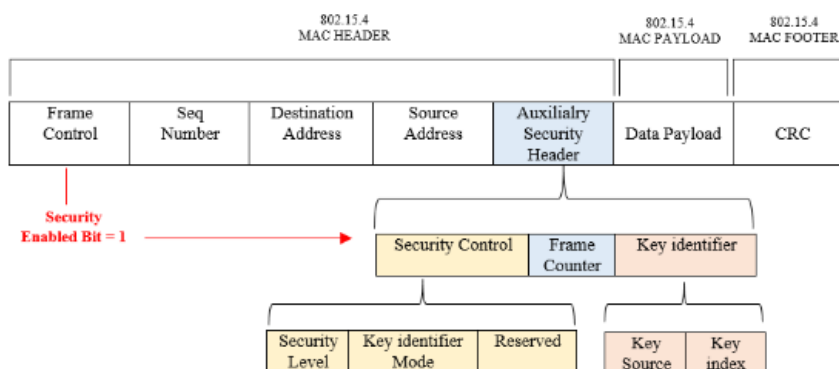 802.15.4
MAC HEADER
802.15.4
MAC PAYLOAD
802.15.4
MAC FOOTER
Frame
Control
Seq
Number
Destination
Address
Source
Address
Auxilialry
Security
Header
Data Payload
CRC
Security
Enabled Bit = 1
Security Control
Frame
Counter
Key identifier
Security
Level
Key identifier
Mode
Reserved
Key
Source
Key
index